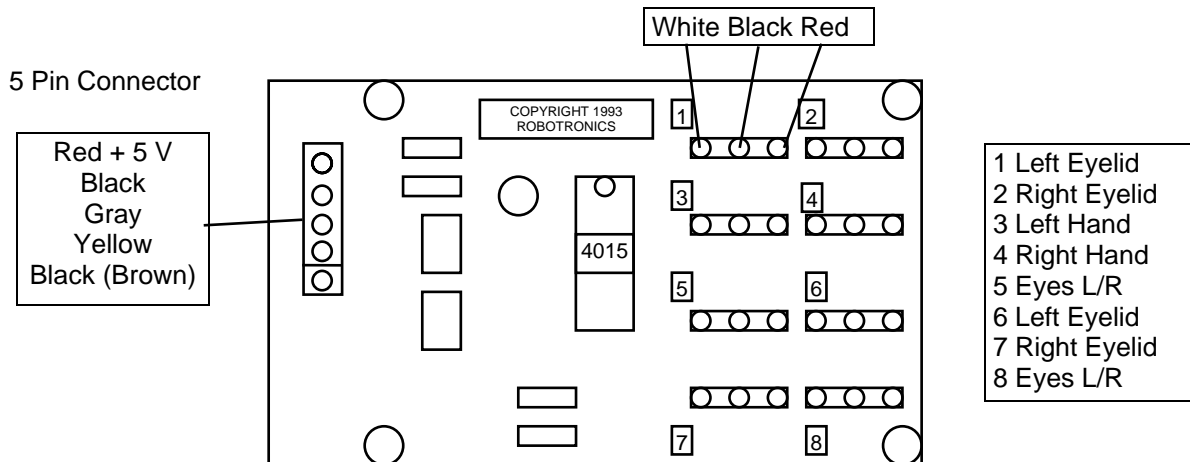 White Black Red
5 Pin Connector
Red + 5 V
Black
Gray
Yellow
Black (Brown)
COPYRIGHT 1993
ROBOTRONICS
1
2
3
4
4015
5
6
7
8
1 Left Eyelid
2 Right Eyelid
3 Left Hand
4 Right Hand
5 Eyes L/R
6 Left Eyelid
7 Right Eyelid
8 Eyes L/R